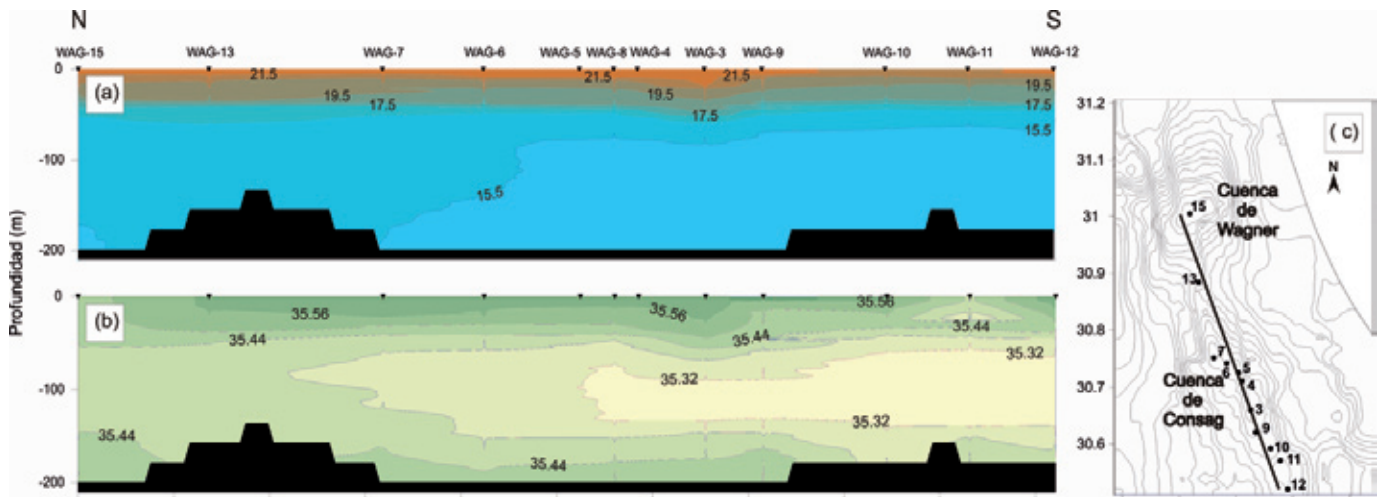 N
S
WAG-15 WAG-13 WAG-7 WAG-6 WAG-5 WAG-8 WAG-4 WAG-3 WAG-9 WAG-10 WAG-11 WAG-12
Profundidad (m)
0
-100
-200
(a)
21.5 21.5 21.5
19.5 19.5 19.5
17.5 17.5 17.5
15.5
15.5
0
-100
-200
(b)
35.56 35.56 35.56
35.44 35.44 35.44
35.32 35.32
35.32
35.44 35.44
31.2
31.1
31
30.9
30.8
30.7
30.6
( c)
N
Cuenca
de
Wagner
15
13
7
6
5
4
3
9
10
11
12
Cuenca
de
Consag